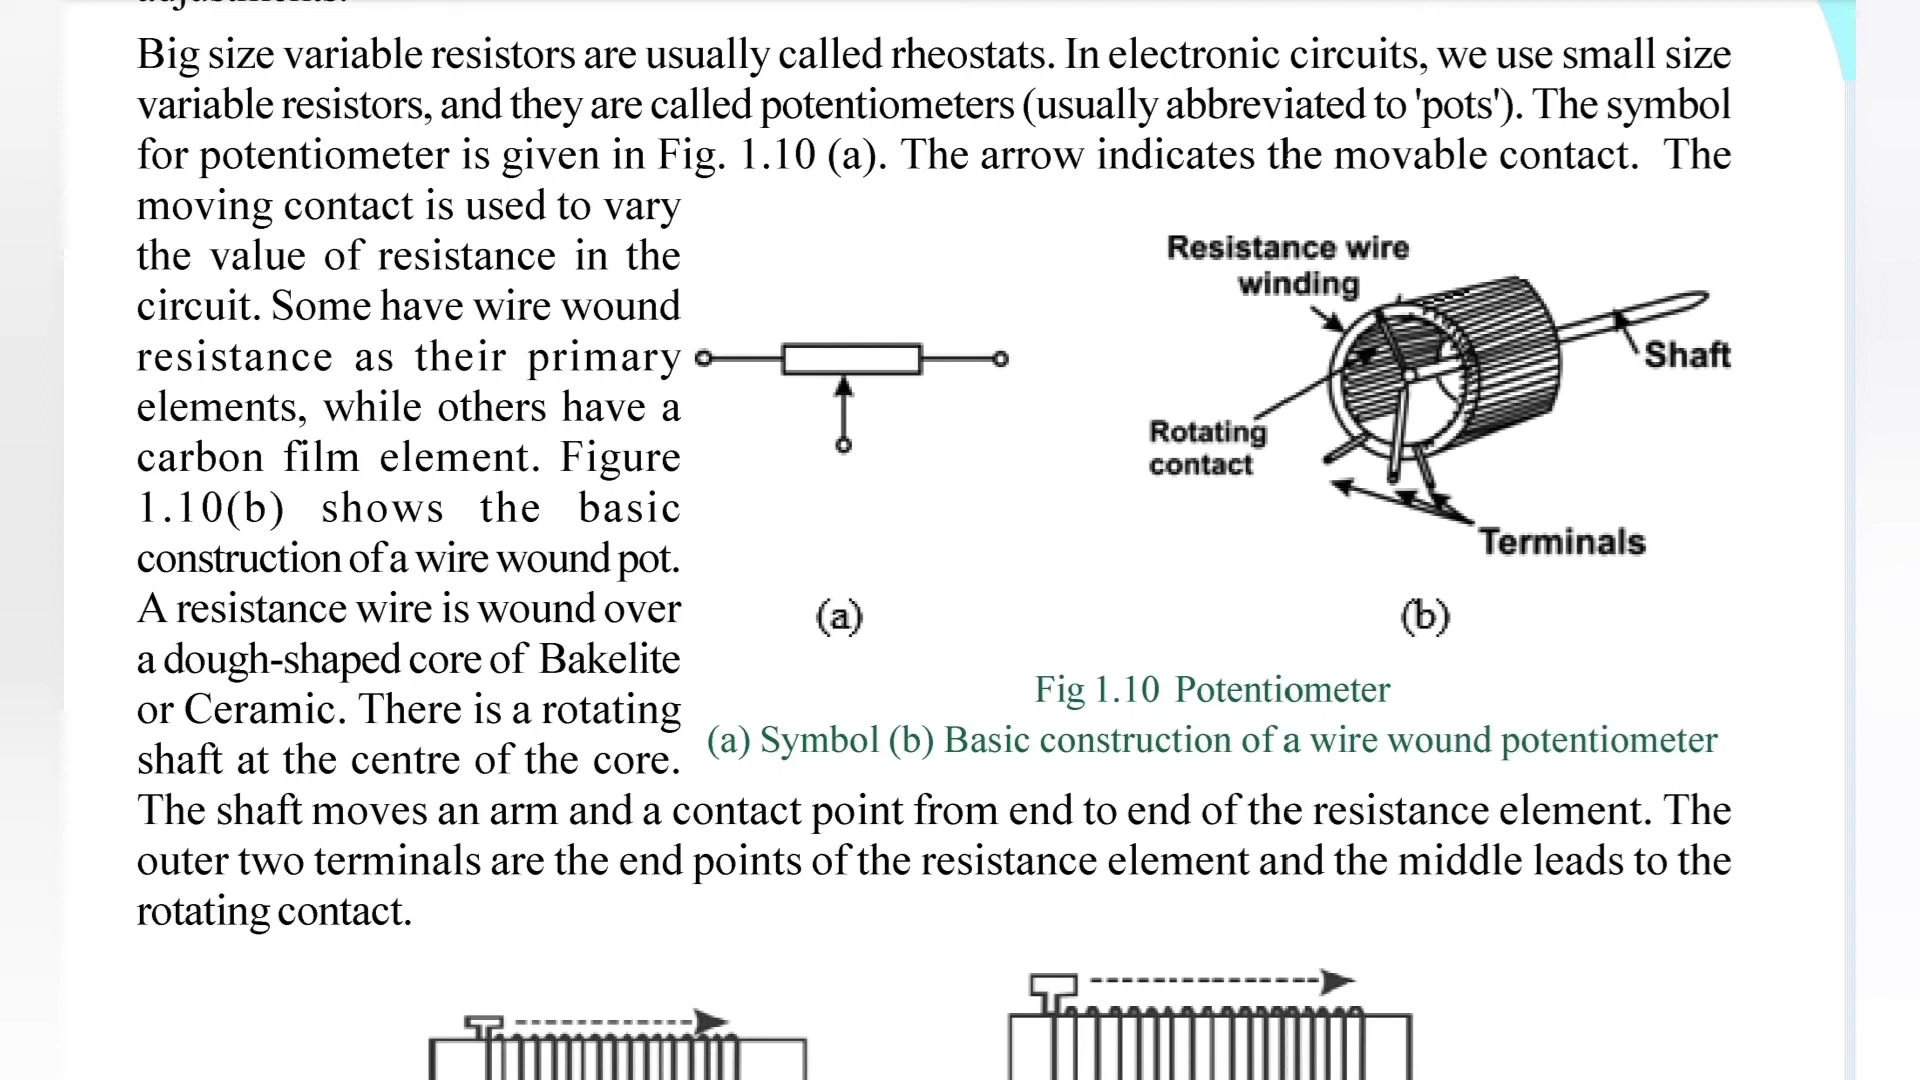 Big size variable resistors are usually called rheostats. In electronic circuits, we use small size
variable resistors, and they are called potentiometers (usually abbreviated to 'pots'). The symbol
for potentiometer is given in Fig. 1.10 (a). The arrow indicates the movable contact. The
moving contact is used to vary
the value of resistance in the
circuit. Some have wire wound
resistance as their primary
elements, while others have a
carbon film element. Figure
1.10(b) shows the basic
construction of a wire wound pot.
A resistance wire is wound over
a dough-shaped core of Bakelite
or Ceramic. There is a rotating
shaft at the centre of the core.
Resistance wire
winding
Shaft
Rotating
contact
Terminals
(a)
(b)
Fig 1.10 Potentiometer
(a) Symbol (b) Basic construction of a wire wound potentiometer
The shaft moves an arm and a contact point from end to end of the resistance element. The
outer two terminals are the end points of the resistance element and the middle leads to the
rotating contact.